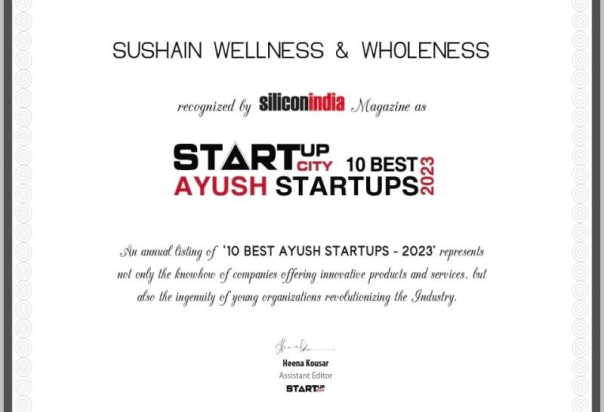 SUSHAIN WELLNESS & WHOLENESS
recognized by siliconindia Magazine as
STARTUP CITY 10 BEST
AYUSH STARTUPS 2023
An annual listing of '10 BEST AYUSH STARTUPS - 2023' represents
not only the knowhow of companies offering innovative products and services, but
also the ingenuity of young organizations revolutionizing the Industry.
Heena Kousar
Assistant Editor
STARTUP CITY